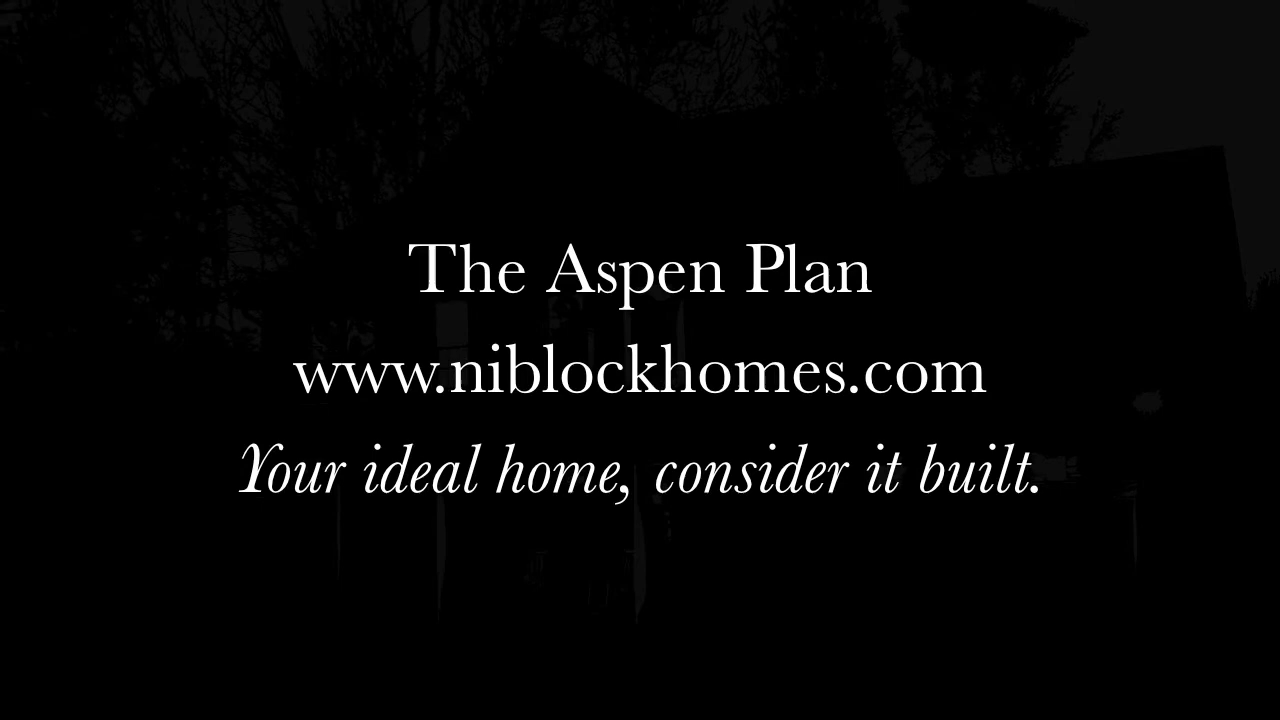 The Aspen Plan
www.niblockhomes.com
Your ideal home, consider it built.